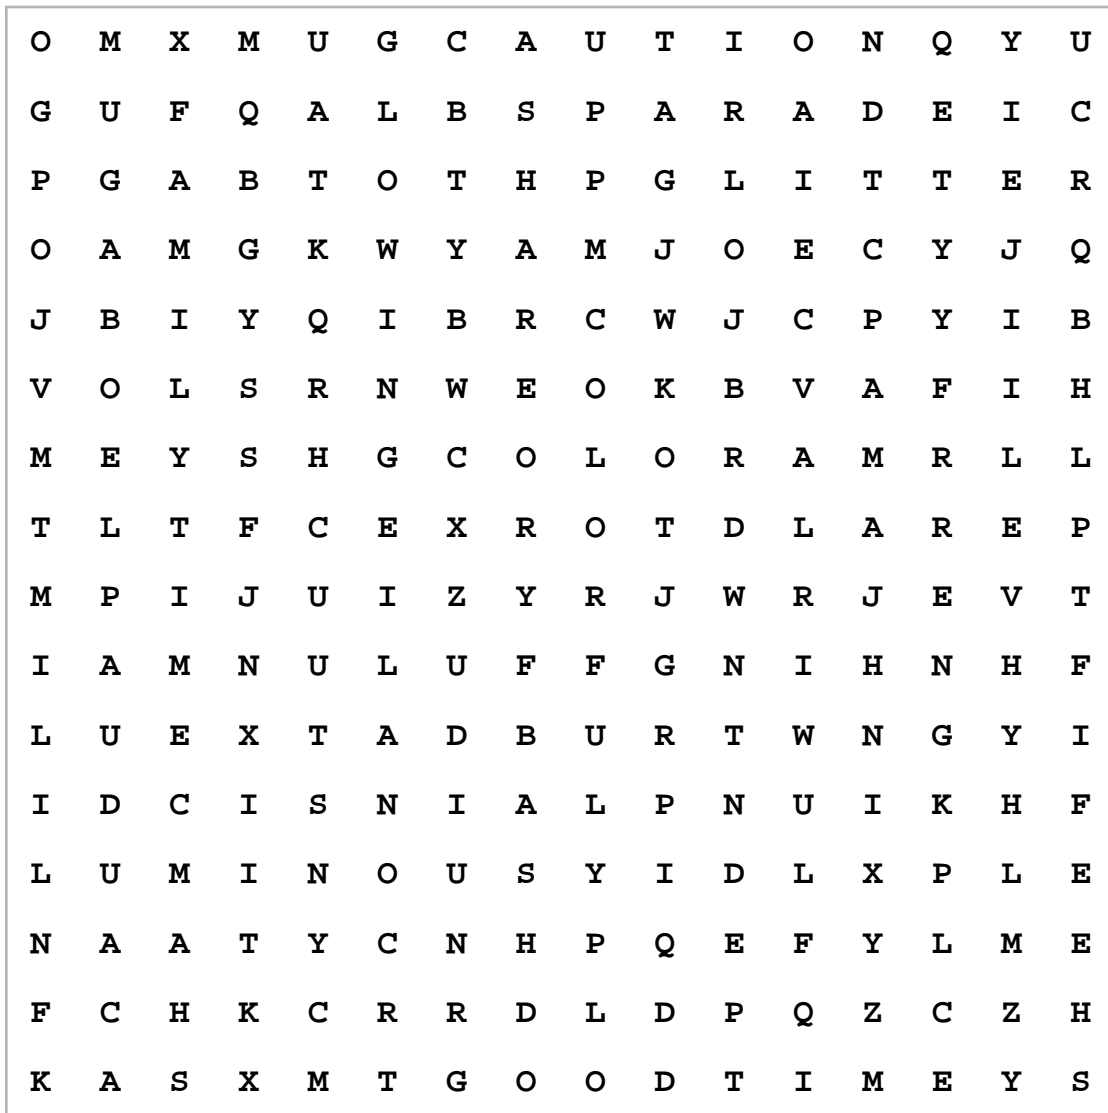 O M X M U G C A U T I O N Q Y U
G U F Q A L B S P A R A D E I C
P G A B T O T H P G L I T T E R
O A M G K W Y A M J O E C Y J Q
J B I Y Q I B R C W J C P Y I B
V O L S R N W E O K B V A F I H
M E Y S H G C O L O R A M R L L
T L T F C E X R O T D L A R E P
M P I J U I Z Y R J W R J E V T
I A M N U L U F F G N I H N H F
L U E X T A D B U R T W N G Y I
I D C I S N I A L P N U I K H F
L U M I N O U S Y I D L X P L E
N A A T Y C N H P Q E F Y L M E
F C H K C R R D L D P Q Z C Z H
K A S X M T G O O D T I M E Y S